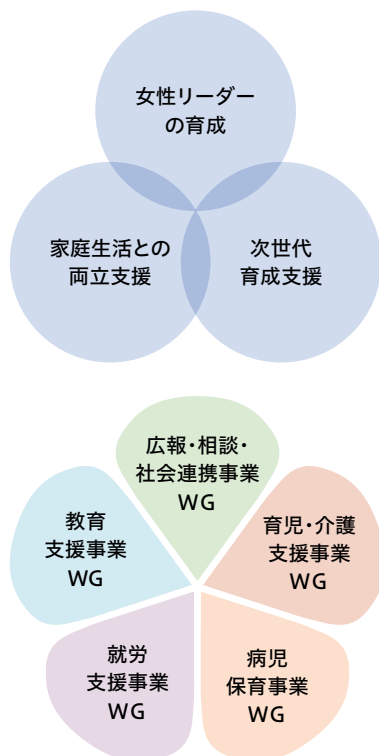 女性リーダー
の育成
家庭生活との
両立支援
次世代
育成支援
広報・相談・
社会連携事業
WG
教育
支援事業
WG
育児・介護
支援事業
WG
就労
支援事業
WG
病児
保育事業
WG